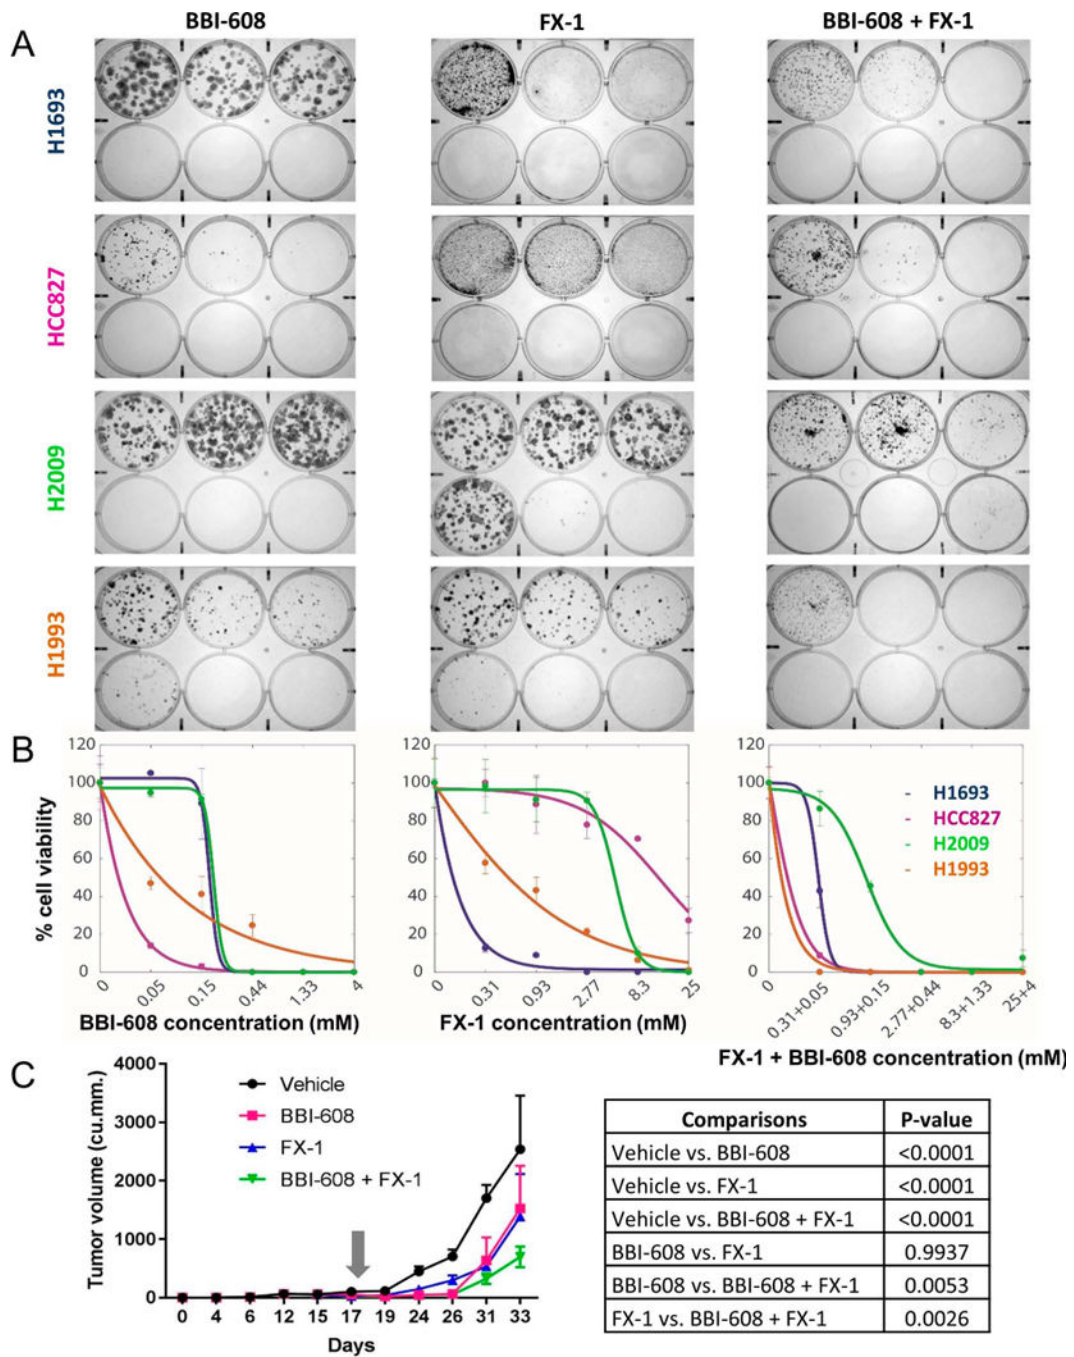 A
BBI-608
FX-1
BBI-608 + FX-1
H1693
HCC827
H2009
H1993
B
% cell viability
120
100
80
60
40
20
0
0
0.05
0.15
0.44
1.33
4
BBI-608 concentration (mM)
120
100
80
60
40
20
0
0
0.31
0.93
2.77
8.3
25
FX-1 concentration (mM)
120
100
80
60
40
20
0
0
0.31+0.05
0.93+0.15
2.77+0.44
8.3+1.33
25+4
FX-1 + BBI-608 concentration (mM)
H1693
HCC827
H2009
H1993
C
Tumor volume (cu.mm.)
4000
3000
2000
1000
0
Vehicle
BBI-608
FX-1
BBI-608 + FX-1
0 4 6 12 15 17 19 24 26 31 33
Days
Comparisons P-value
Vehicle vs. BBI-608 <0.0001
Vehicle vs. FX-1 <0.0001
Vehicle vs. BBI-608 + FX-1 <0.0001
BBI-608 vs. FX-1 0.9937
BBI-608 vs. BBI-608 + FX-1 0.0053
FX-1 vs. BBI-608 + FX-1 0.0026